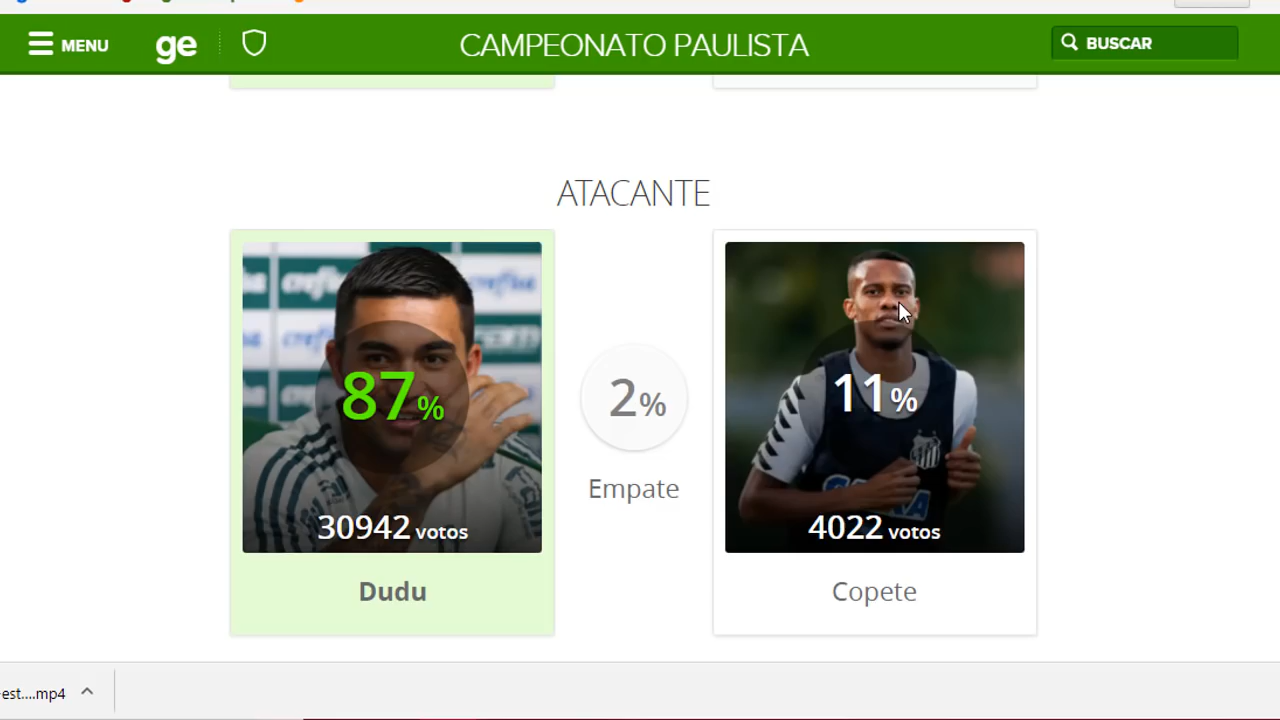 MENU ge CAMPEONATO PAULISTA BUSCAR
ATACANTE
87%
2%
11%
Empate
30942 votos
4022 votos
Dudu
Copete
est....mp4